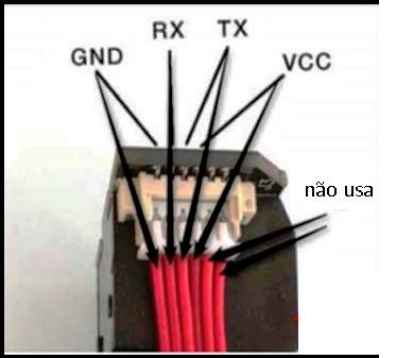 RX TX
GND
VCC
não usa